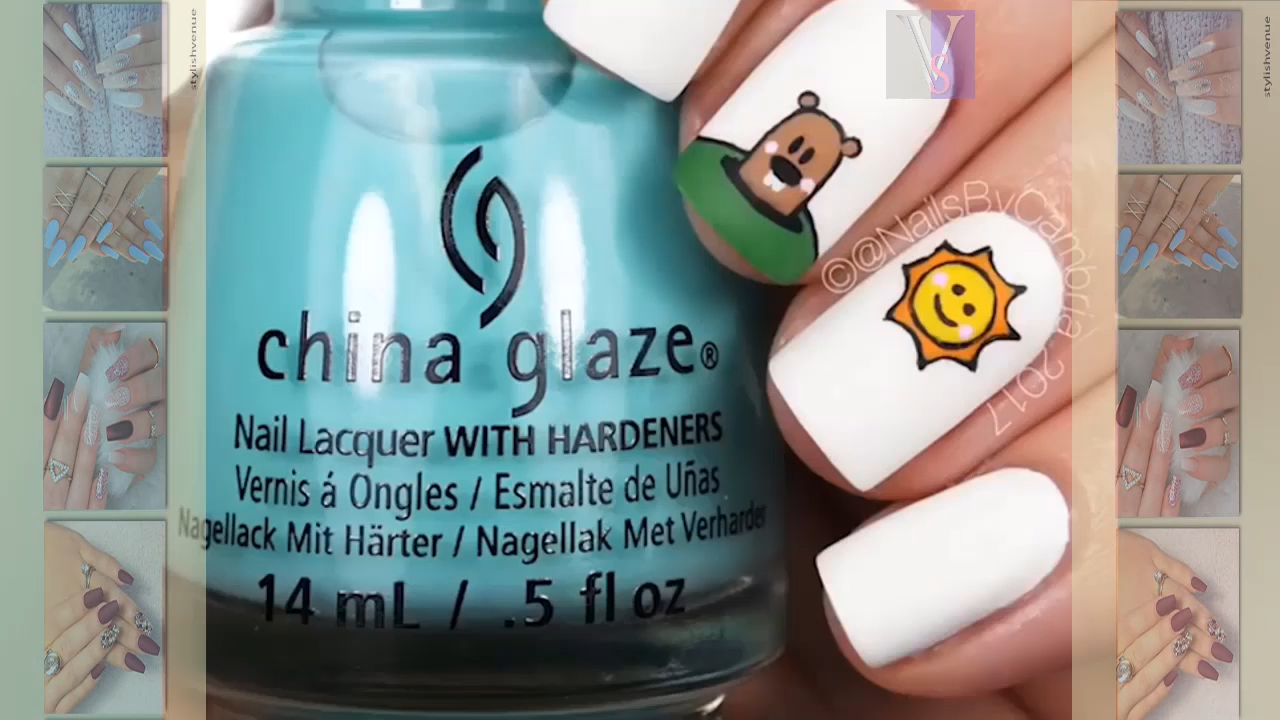 stylishvenue
VS
stylishvenue
©@NailsByCambria 2017
china glaze®
Nail Lacquer WITH HARDENERS
Vernis á Ongles / Esmalte de Uñas
Nagellack Mit Härter / Nagellak Met Verharder
14 mL / .5 fl oz